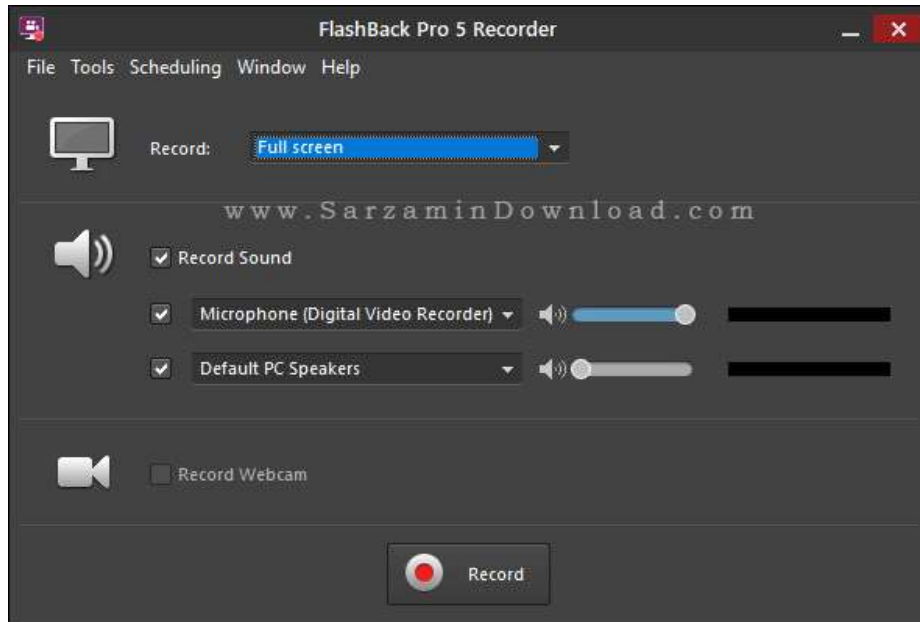 FlashBack Pro 5 Recorder
File Tools Scheduling Window Help
Record: Full screen
www.SarzaminDownload.com
Record Sound
Microphone (Digital Video Recorder)
Default PC Speakers
Record Webcam
Record